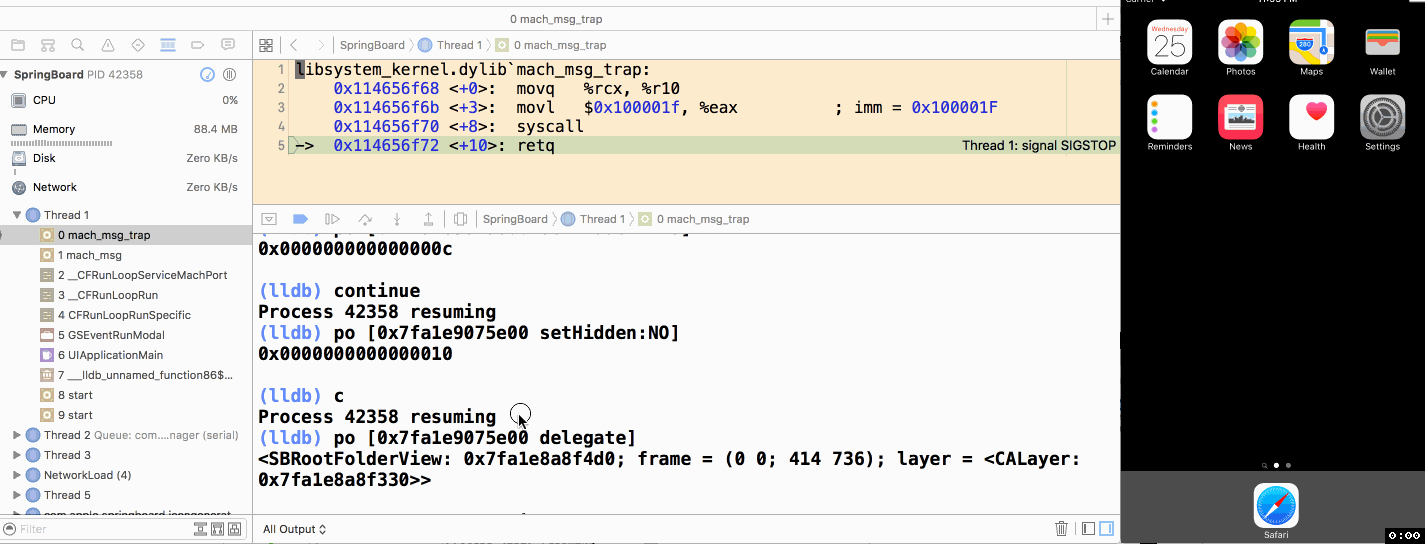 0 mach_msg_trap
SpringBoard PID 42358
CPU 0%
Memory 88.4 MB
Disk Zero KB/s
Network Zero KB/s
Thread 1
0 mach_msg_trap
1 mach_msg
2 __CFRunLoopServiceMachPort
3 __CFRunLoopRun
4 CFRunLoopRunSpecific
5 GSEventRunModal
6 UIApplicationMain
7 ___lldb_unnamed_function86$...
8 start
9 start
Thread 2 Queue: com....nager (serial)
Thread 3
NetworkLoad (4)
Thread 5
Filter
SpringBoard Thread 1 0 mach_msg_trap
1 libsystem_kernel.dylib`mach_msg_trap:
2 0x114656f68 <+0>: movq %rcx, %r10
3 0x114656f6b <+3>: movl $0x100001f, %eax ; imm = 0x100001F
4 0x114656f70 <+8>: syscall
5 -> 0x114656f72 <+10>: retq Thread 1: signal SIGSTOP
SpringBoard Thread 1 0 mach_msg_trap
0x000000000000000c
(lldb) continue
Process 42358 resuming
(lldb) po [0x7fa1e9075e00 setHidden:NO]
0x0000000000000010
(lldb) c
Process 42358 resuming
(lldb) po [0x7fa1e9075e00 delegate]
<SBRootFolderView: 0x7fa1e8a8f4d0; frame = (0 0; 414 736); layer = <CALayer:
0x7fa1e8a8f330>>
All Output
Wednesday
25
280
Calendar Photos Maps Wallet
Reminders News Health Settings
Safari
0:00